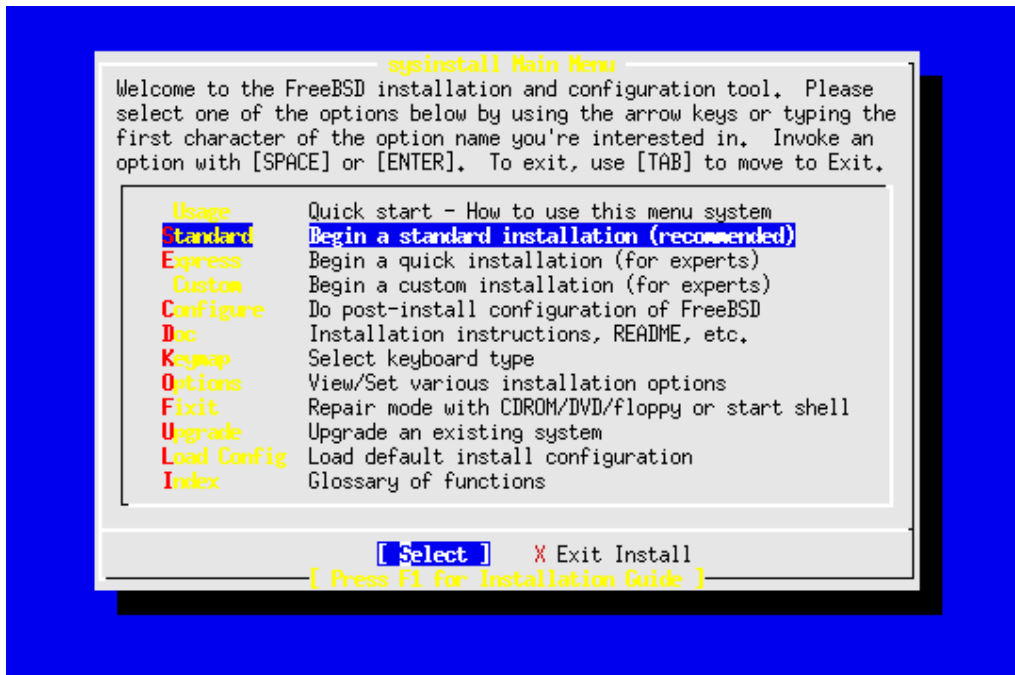 sysinstall Main Menu
Welcome to the FreeBSD installation and configuration tool.  Please
select one of the options below by using the arrow keys or typing the
first character of the option name you're interested in.  Invoke an
option with [SPACE] or [ENTER].  To exit, use [TAB] to move to Exit.
Usage Quick start - How to use this menu system
Standard Begin a standard installation (recommended)
Express Begin a quick installation (for experts)
Custom Begin a custom installation (for experts)
Configure Do post-install configuration of FreeBSD
Doc Installation instructions, README, etc.
Keymap Select keyboard type
Options View/Set various installation options
Fixit Repair mode with CDROM/DVD/floppy or start shell
Upgrade Upgrade an existing system
Load Config Load default install configuration
Index Glossary of functions
[ Select ] X Exit Install
[ Press F1 for Installation Guide ]